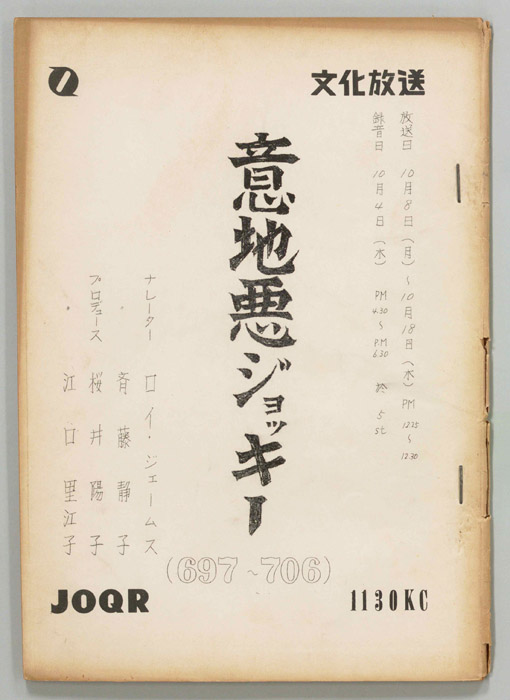 文化放送
放送日 10月8日(月)~10月18日(木) PM 12:25~12:30
録音日 10月4日(木) PM 4:30~P.M 6:30 於 5 st
意地悪ジョッキー
(697~706)
ナレーター ロイ・ジェームス
〃 斉藤静子
プロデュース 桜井陽子
〃 江口里江子
JOQR
1130KC